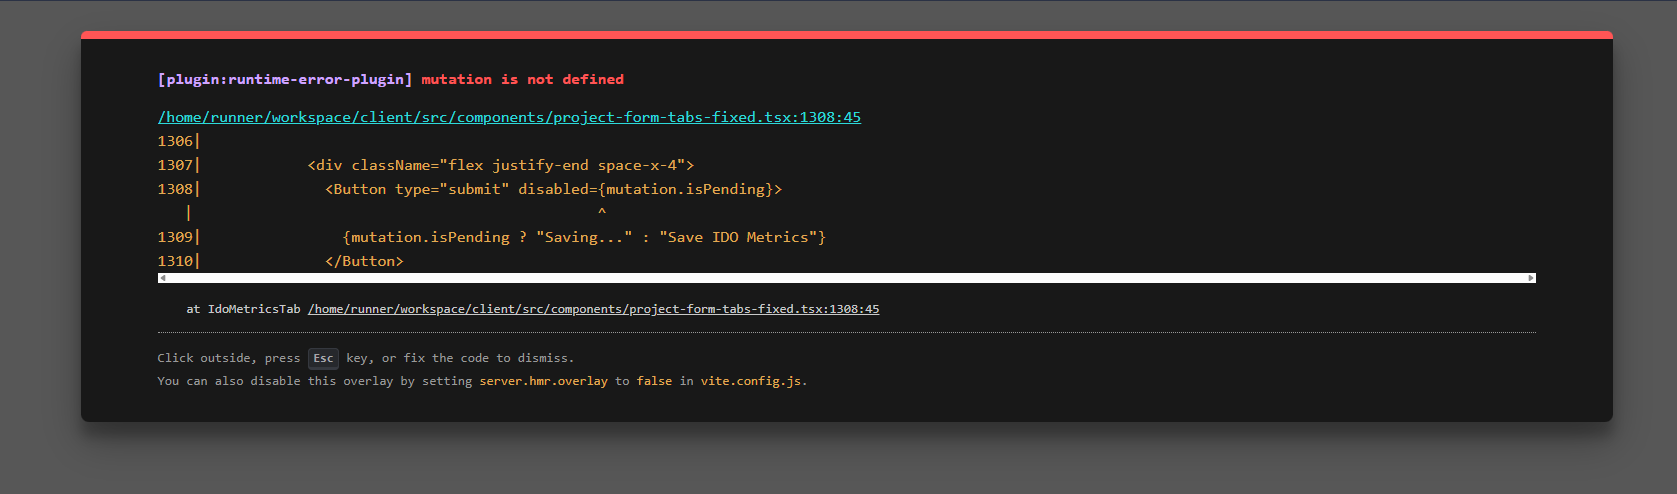 [plugin:runtime-error-plugin] mutation is not defined
/home/runner/workspace/client/src/components/project-form-tabs-fixed.tsx:1308:45
1306|
1307|            <div className="flex justify-end space-x-4">
1308|              <Button type="submit" disabled={mutation.isPending}>
   |                                              ^
1309|                {mutation.isPending ? "Saving..." : "Save IDO Metrics"}
1310|              </Button>
at IdoMetricsTab /home/runner/workspace/client/src/components/project-form-tabs-fixed.tsx:1308:45
Click outside, press Esc key, or fix the code to dismiss.
You can also disable this overlay by setting server.hmr.overlay to false in vite.config.js.